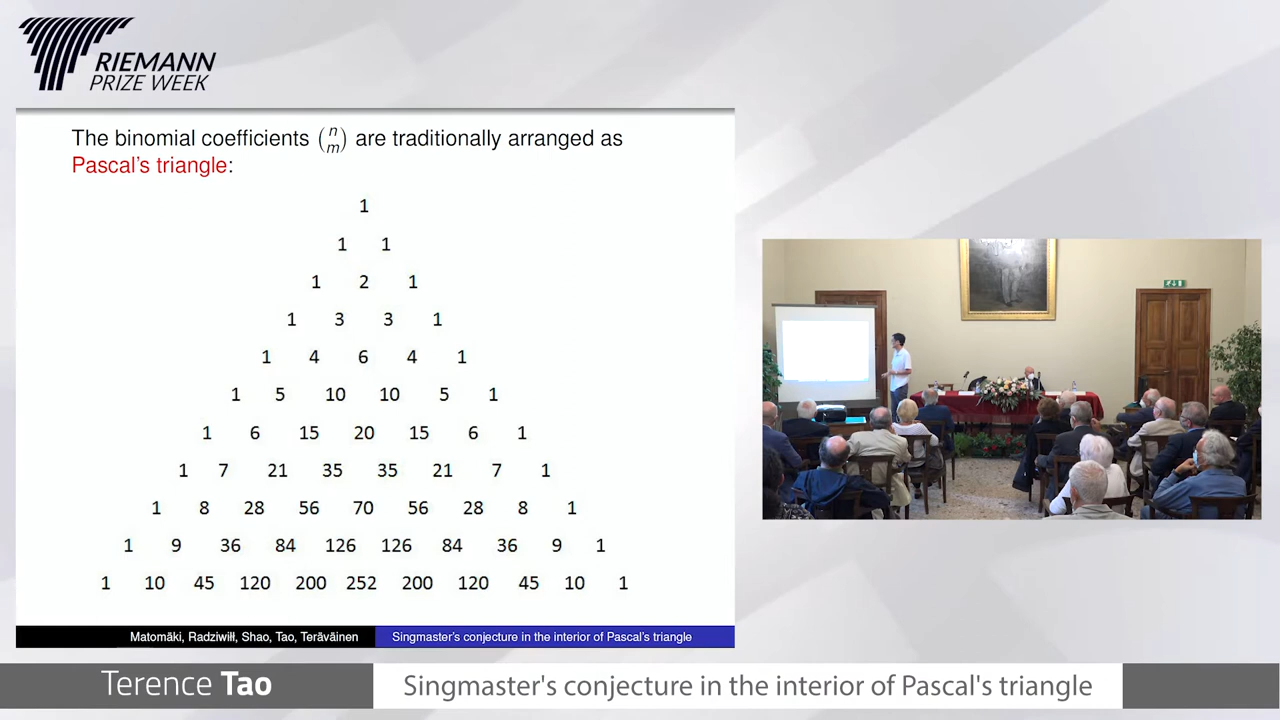 RIEMANN
PRIZE WEEK
The binomial coefficients (n m) are traditionally arranged as
Pascal's triangle:
1
1 1
1 2 1
1 3 3 1
1 4 6 4 1
1 5 10 10 5 1
1 6 15 20 15 6 1
1 7 21 35 35 21 7 1
1 8 28 56 70 56 28 8 1
1 9 36 84 126 126 84 36 9 1
1 10 45 120 200 252 200 120 45 10 1
Matomäki, Radziwiłł, Shao, Tao, Teräväinen
Singmaster's conjecture in the interior of Pascal's triangle
Terence Tao
Singmaster's conjecture in the interior of Pascal's triangle